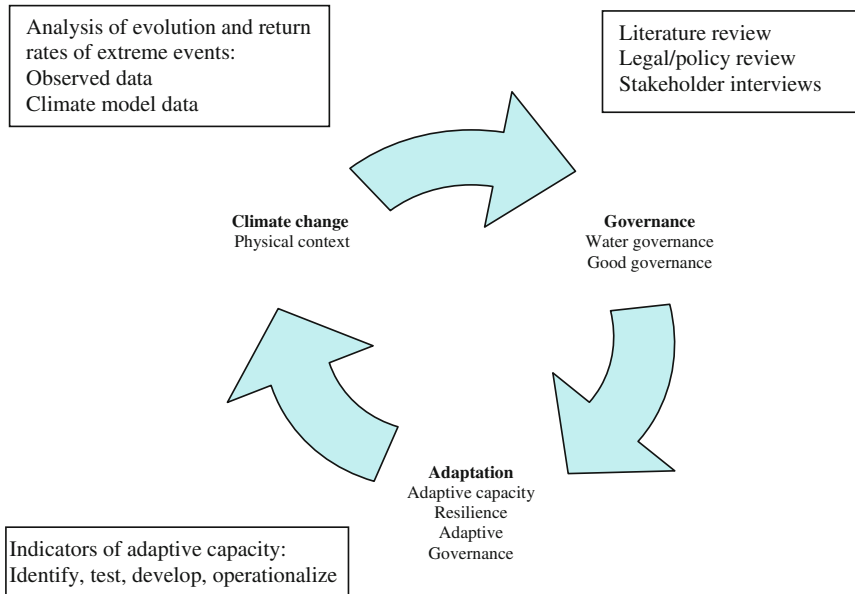 Analysis of evolution and return
rates of extreme events:
Observed data
Climate model data
Literature review
Legal/policy review
Stakeholder interviews
Climate change
Physical context
Governance
Water governance
Good governance
Adaptation
Adaptive capacity
Resilience
Adaptive
Governance
Indicators of adaptive capacity:
Identify, test, develop, operationalize